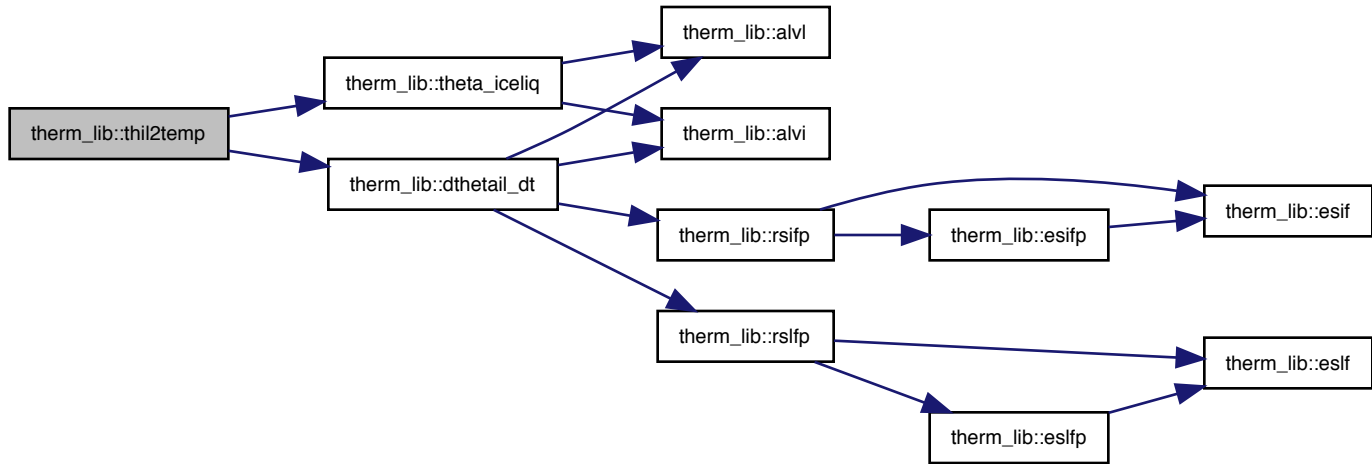 therm_lib::thil2temp
therm_lib::theta_iceliq
therm_lib::dthetail_dt
therm_lib::alvl
therm_lib::alvi
therm_lib::rsifp
therm_lib::rslfp
therm_lib::esifp
therm_lib::eslfp
therm_lib::esif
therm_lib::eslf